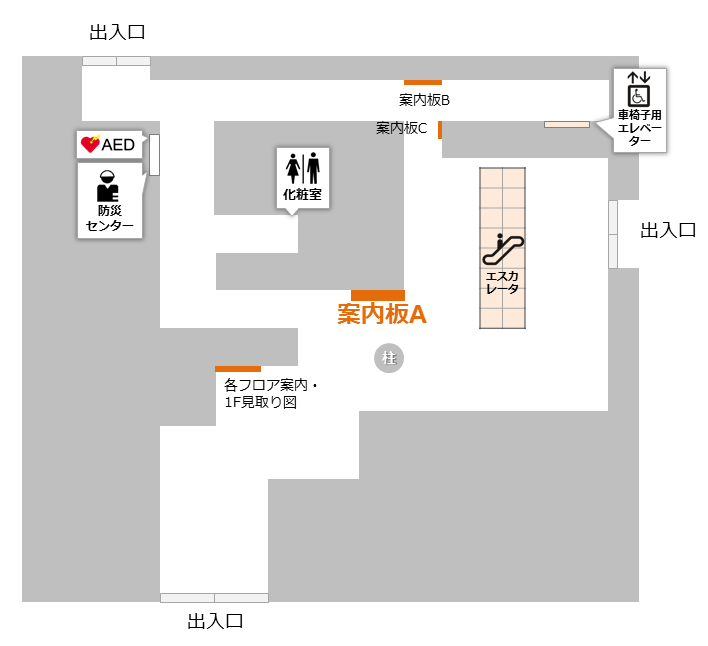 出入口
案内板B
車椅子用
エレベー
ター
案内板C
AED
化粧室
防災
センター
出入口
エスカ
レータ
案内板A
柱
各フロア案内・
1F見取り図
出入口